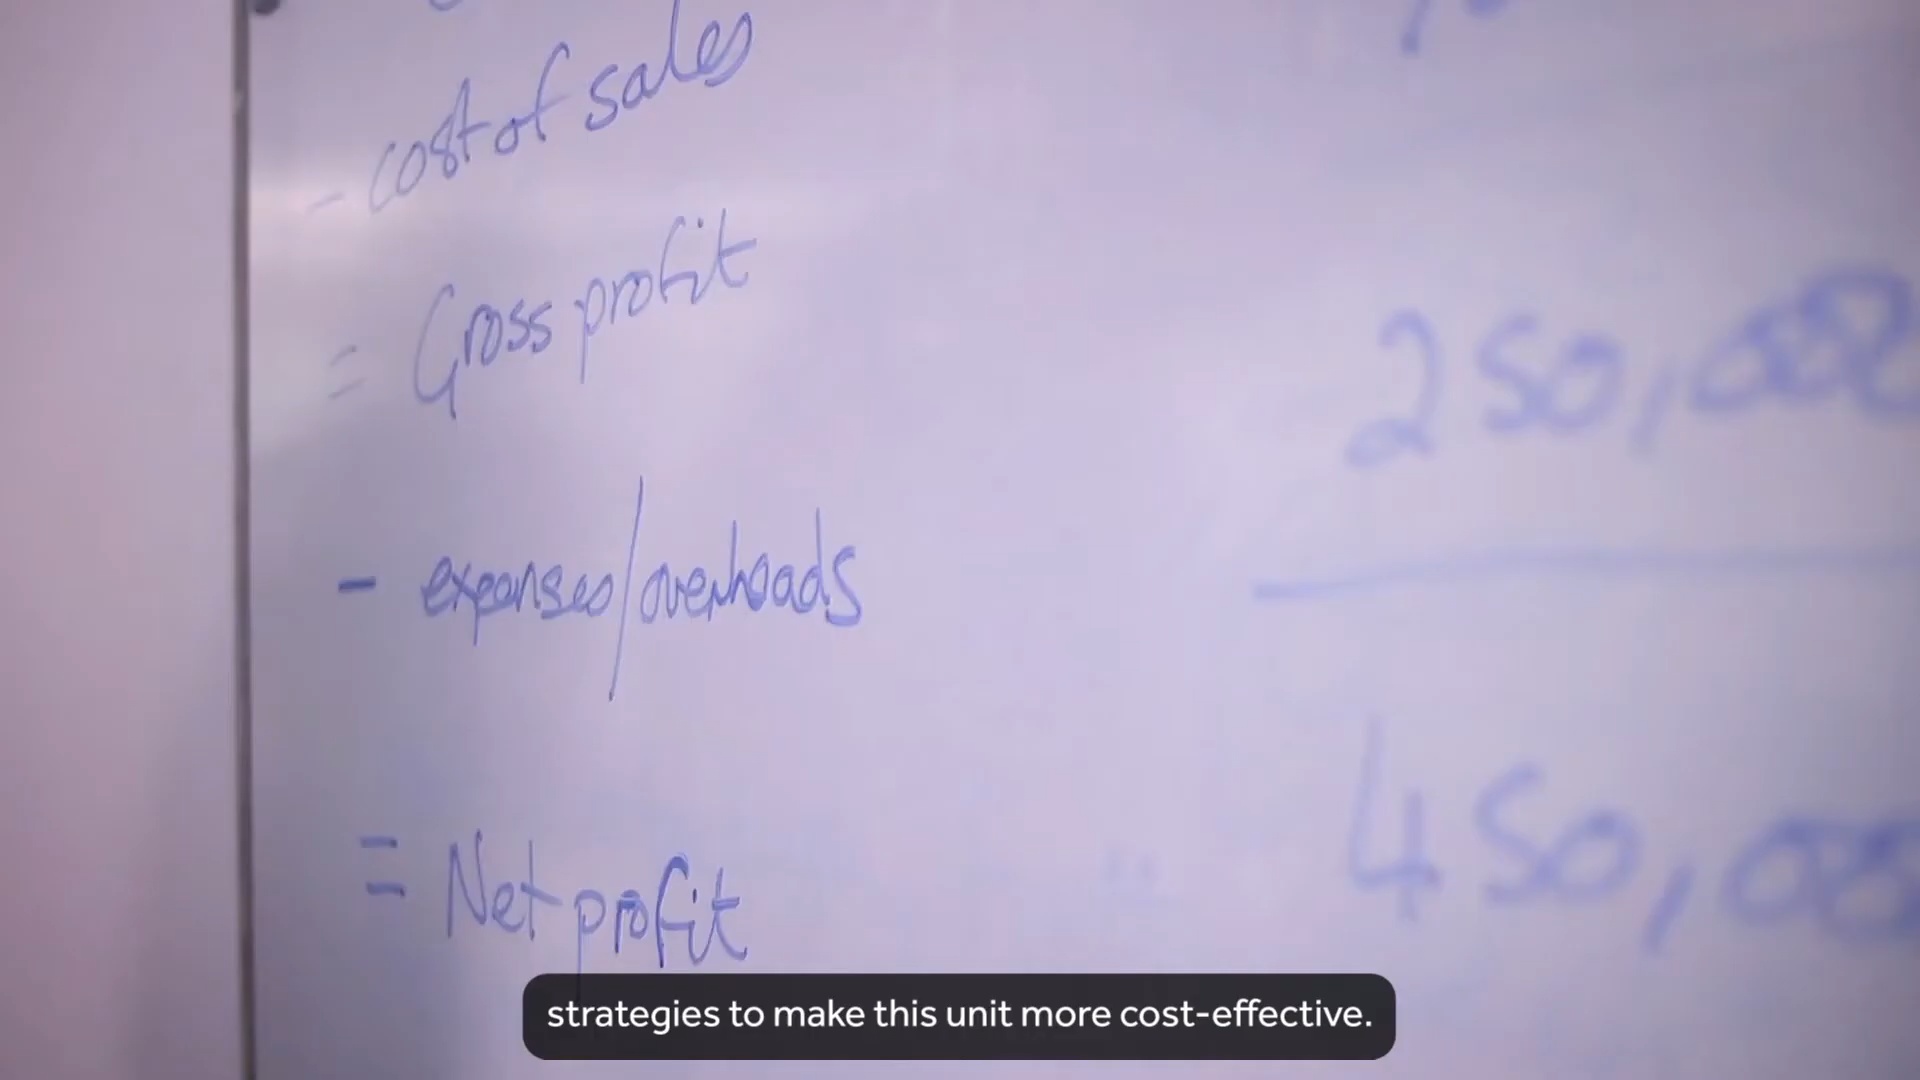 - cost of sales
= Gross profit
250,000
- expenses/overheads
= Net profit
450,00
strategies to make this unit more cost-effective.